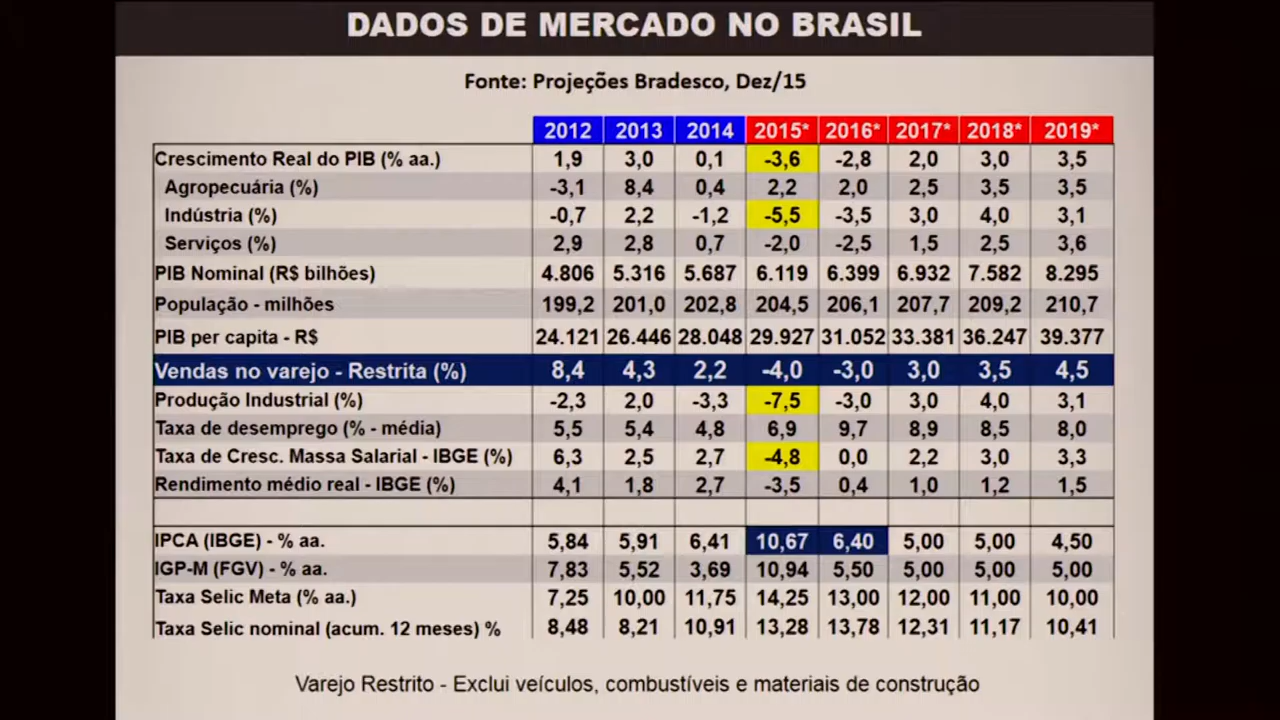 DADOS DE MERCADO NO BRASIL
Fonte: Projeções Bradesco, Dez/15
2012 2013 2014 2015* 2016* 2017* 2018* 2019*
Crescimento Real do PIB (% aa.) 1,9 3,0 0,1 -3,6 -2,8 2,0 3,0 3,5
Agropecuária (%) -3,1 8,4 0,4 2,2 2,0 2,5 3,5 3,5
Indústria (%) -0,7 2,2 -1,2 -5,5 -3,5 3,0 4,0 3,1
Serviços (%) 2,9 2,8 0,7 -2,0 -2,5 1,5 2,5 3,6
PIB Nominal (R$ bilhões) 4.806 5.316 5.687 6.119 6.399 6.932 7.582 8.295
População - milhões 199,2 201,0 202,8 204,5 206,1 207,7 209,2 210,7
PIB per capita - R$ 24.121 26.446 28.048 29.927 31.052 33.381 36.247 39.377
Vendas no varejo - Restrita (%) 8,4 4,3 2,2 -4,0 -3,0 3,0 3,5 4,5
Produção Industrial (%) -2,3 2,0 -3,3 -7,5 -3,0 3,0 4,0 3,1
Taxa de desemprego (% - média) 5,5 5,4 4,8 6,9 9,7 8,9 8,5 8,0
Taxa de Cresc. Massa Salarial - IBGE (%) 6,3 2,5 2,7 -4,8 0,0 2,2 3,0 3,3
Rendimento médio real - IBGE (%) 4,1 1,8 2,7 -3,5 0,4 1,0 1,2 1,5
IPCA (IBGE) - % aa. 5,84 5,91 6,41 10,67 6,40 5,00 5,00 4,50
IGP-M (FGV) - % aa. 7,83 5,52 3,69 10,94 5,50 5,00 5,00 5,00
Taxa Selic Meta (% aa.) 7,25 10,00 11,75 14,25 13,00 12,00 11,00 10,00
Taxa Selic nominal (acum. 12 meses) % 8,48 8,21 10,91 13,28 13,78 12,31 11,17 10,41
Varejo Restrito - Exclui veículos, combustíveis e materiais de construção